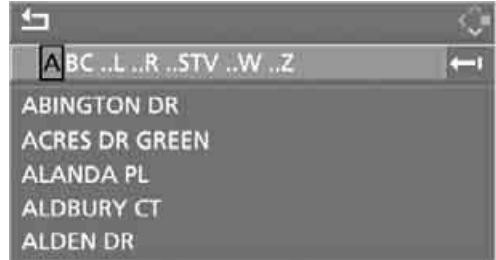 ABC ..L ..R ..STV ..W ..Z
ABINGTON DR
ACRES DR GREEN
ALANDA PL
ALDBURY CT
ALDEN DR